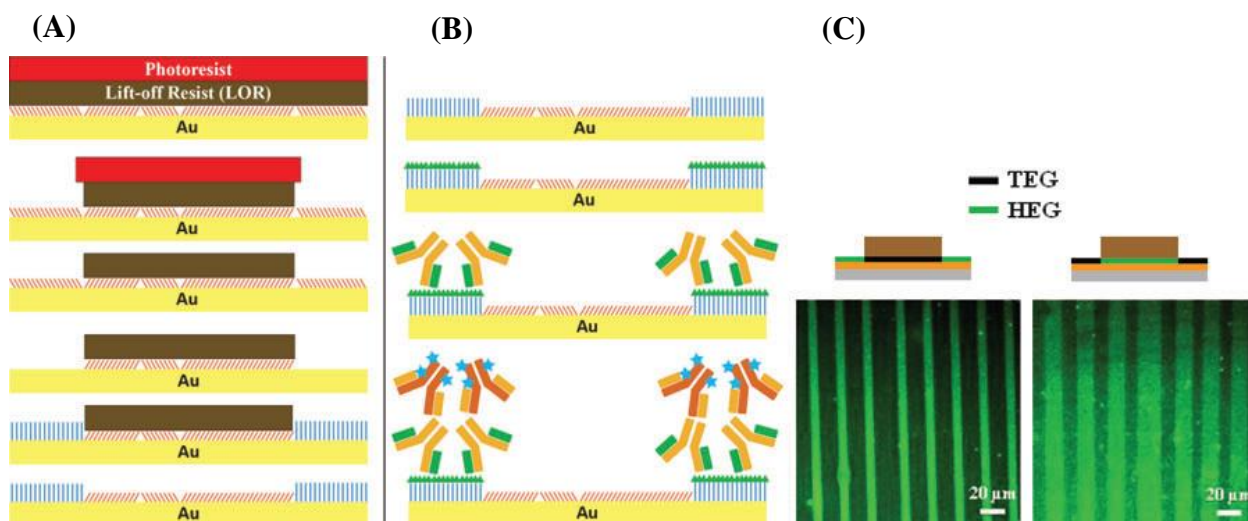 (A)
Photoresist
Lift-off Resist (LOR)
Au
Au
Au
Au
Au
Au
(B)
Au
Au
Au
Au
(C)
TEG
HEG
20 µm
20 µm